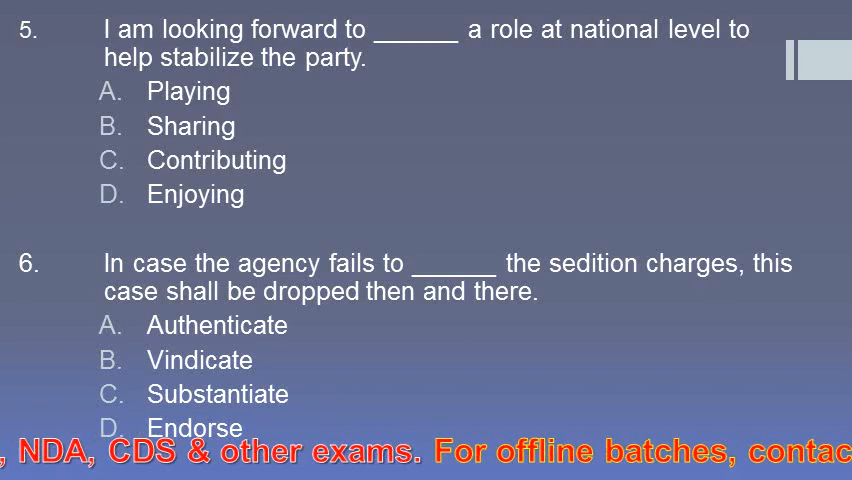 5. I am looking forward to ______ a role at national level to
help stabilize the party.
A. Playing
B. Sharing
C. Contributing
D. Enjoying
6. In case the agency fails to ______ the sedition charges, this
case shall be dropped then and there.
A. Authenticate
B. Vindicate
C. Substantiate
D. Endorse
, NDA, CDS & other exams. For offline batches, contac